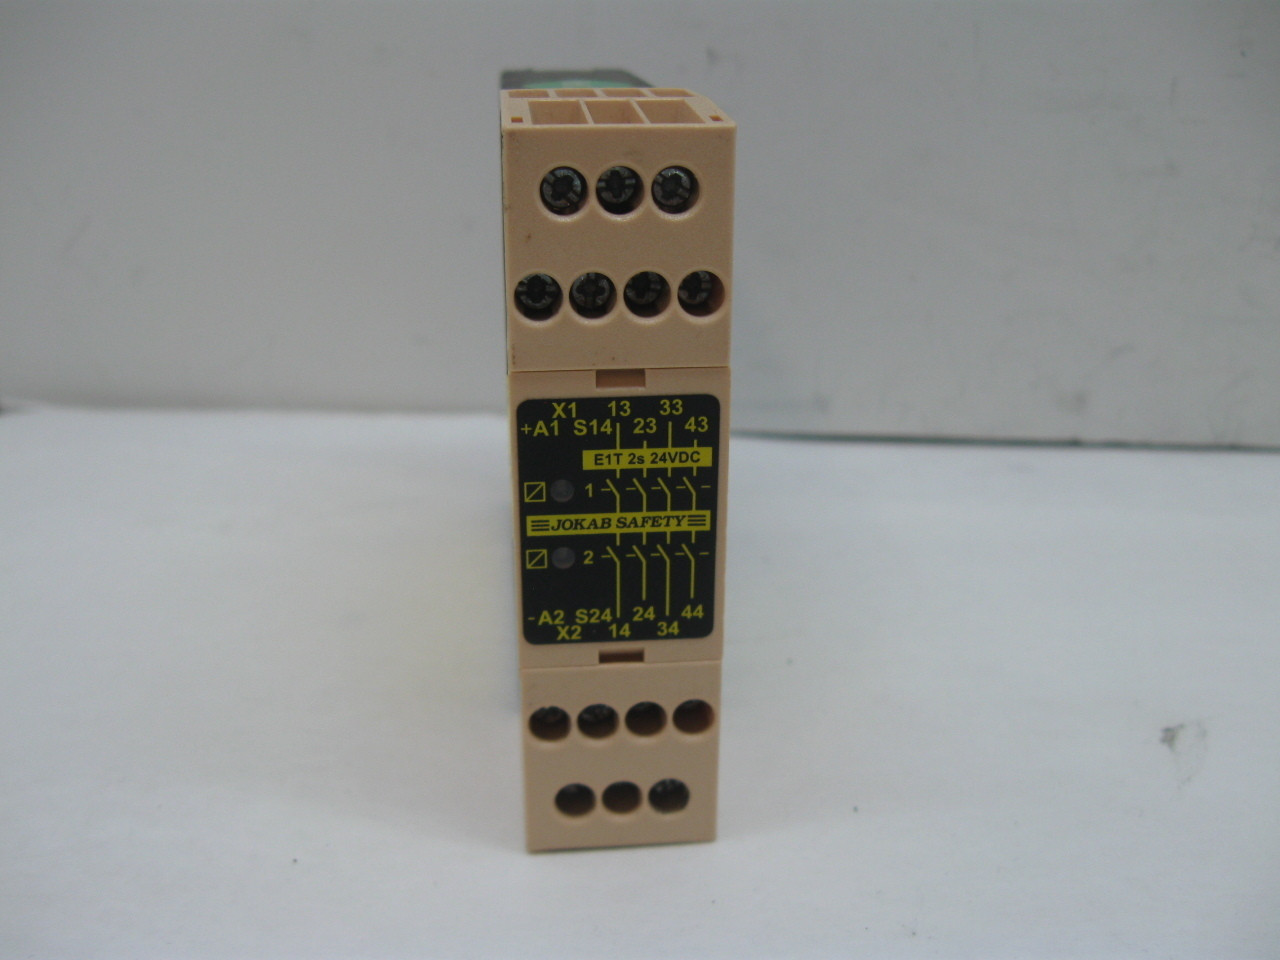 X1 13 33
+A1 S14 23 43
E1T 2s 24VDC
1
JOKAB SAFETY
2
-A2 S24 24 44
X2 14 34